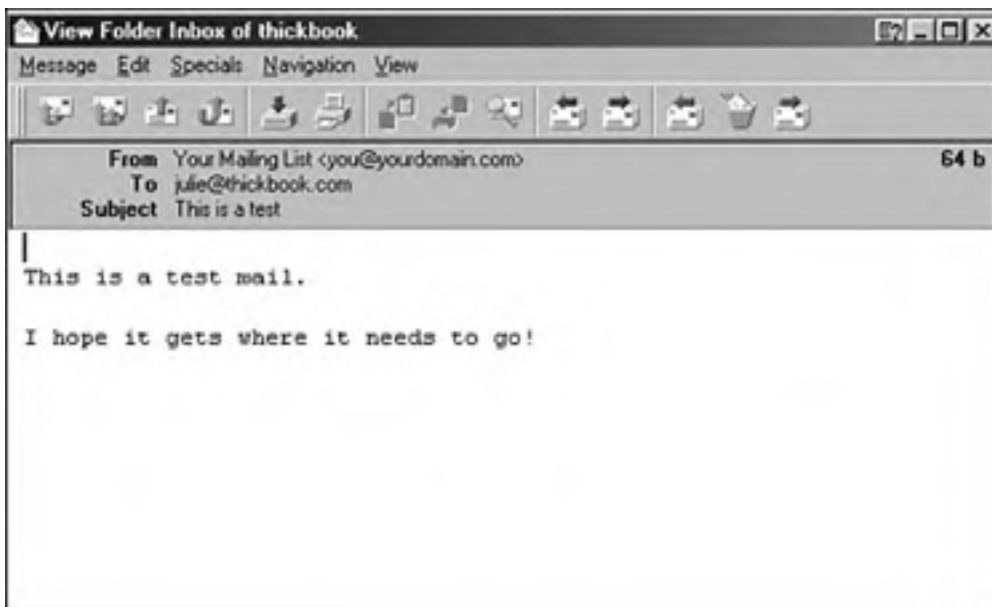 View Folder Inbox of thickbook
Message Edit Specials Navigation View
From Your Mailing List <you@yourdomain.com> 64 b
To julie@thickbook.com
Subject This is a test
This is a test mail.
I hope it gets where it needs to go!